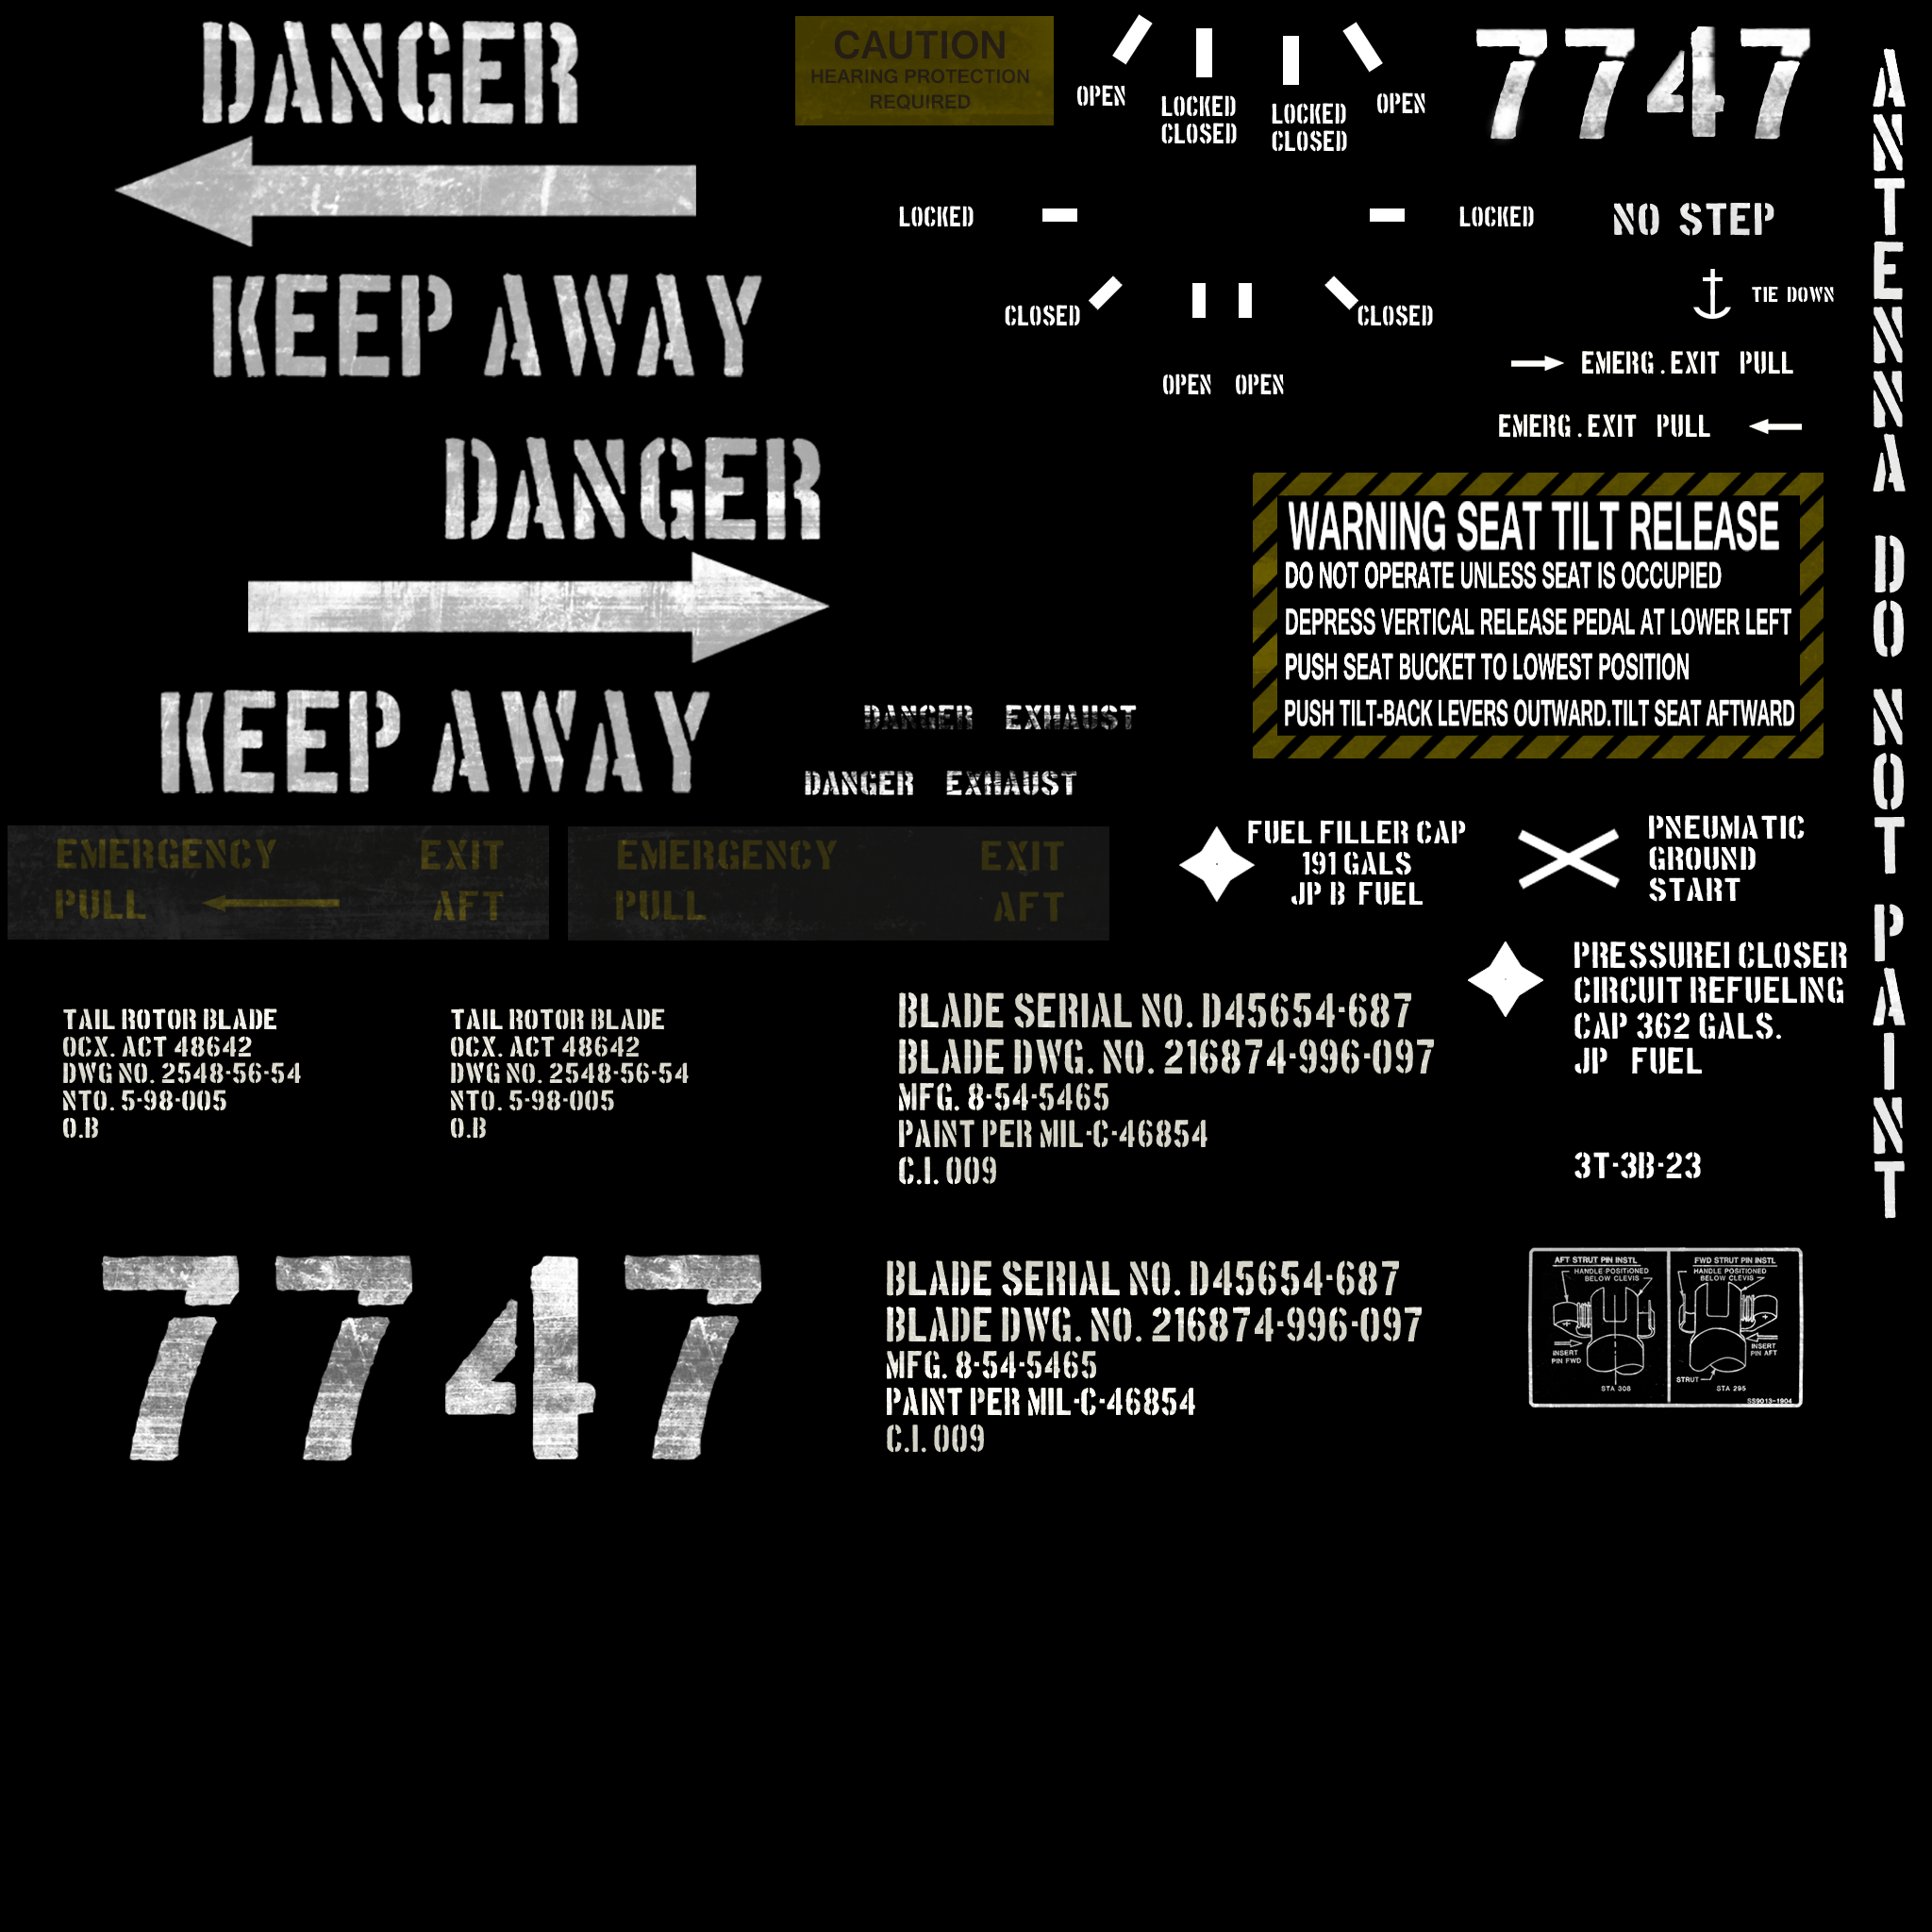 DANGER
KEEP AWAY
CAUTION
HEARING PROTECTION
REQUIRED
OPEN
LOCKED
CLOSED
LOCKED
CLOSED
OPEN
7747
LOCKED
LOCKED
NO STEP
CLOSED
CLOSED
TIE DOWN
OPEN
OPEN
EMERG.EXIT PULL
EMERG.EXIT PULL
ANTENNA DO NOT PAINT
DANGER
KEEP AWAY
WARNING SEAT TILT RELEASE
DO NOT OPERATE UNLESS SEAT IS OCCUPIED
DEPRESS VERTICAL RELEASE PEDAL AT LOWER LEFT
PUSH SEAT BUCKET TO LOWEST POSITION
PUSH TILT-BACK LEVERS OUTWARD.TILT SEAT AFTWARD
DANGER EXHAUST
DANGER EXHAUST
EMERGENCY EXIT
PULL AFT
EMERGENCY EXIT
PULL AFT
FUEL FILLER CAP
191 GALS
JP B FUEL
PNEUMATIC
GROUND
START
PRESSUREI CLOSER
CIRCUIT REFUELING
CAP 362 GALS.
JP FUEL
3T-3B-23
TAIL ROTOR BLADE
OCX. ACT 48642
DWG NO. 2548-56-54
NTO. 5-98-005
O.B
TAIL ROTOR BLADE
OCX. ACT 48642
DWG NO. 2548-56-54
NTO. 5-98-005
O.B
BLADE SERIAL NO. D45654-687
BLADE DWG. NO. 216874-996-097
MFG. 8-54-5465
PAINT PER MIL-C-46854
C.I. 009
7747
BLADE SERIAL NO. D45654-687
BLADE DWG. NO. 216874-996-097
MFG. 8-54-5465
PAINT PER MIL-C-46854
C.I. 009
AFT STRUT PIN INSTL
HANDLE POSITIONED
BELOW CLEVIS
INSERT
PIN FWD
STA 308
FWD STRUT PIN INSTL
HANDLE POSITIONED
BELOW CLEVIS
INSERT
PIN AFT
STRUT
STA 295
SS9013-1904